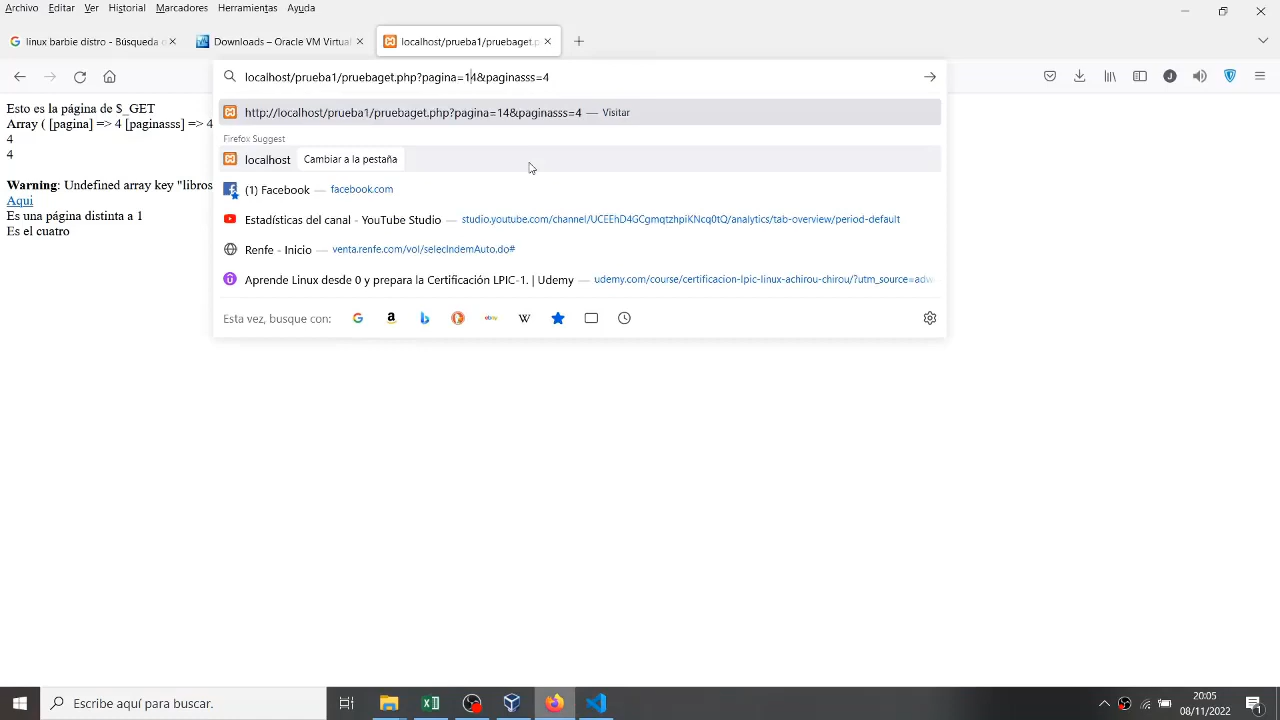 Archivo Editar Ver Historial Marcadores Herramientas Ayuda
linux barbie distro - Búsqueda
Downloads – Oracle VM Virtual
localhost/prueba1/pruebaget.p
localhost/prueba1/pruebaget.php?pagina=14&paginasss=4
http://localhost/prueba1/pruebaget.php?pagina=14&paginasss=4 — Visitar
Firefox Suggest
localhost Cambiar a la pestaña
(1) Facebook — facebook.com
Estadísticas del canal - YouTube Studio — studio.youtube.com/channel/UCEEhD4GCgmqtzhpiKNcq0tQ/analytics/tab-overview/period-default
Renfe - Inicio — venta.renfe.com/vol/selecIndemAuto.do#
Aprende Linux desde 0 y prepara la Certificación LPIC-1. | Udemy — udemy.com/course/certificacion-lpic-linux-achirou-chirou/?utm_source=adw
Esta vez, busque con:
Esto es la página de $_GET
Array ( [pagina] => 4 [paginasss] => 4
4
4
Warning: Undefined array key "libros
Aqui
Es una página distinta a 1
Es el cuatro
Escribe aquí para buscar.
20:05
08/11/2022